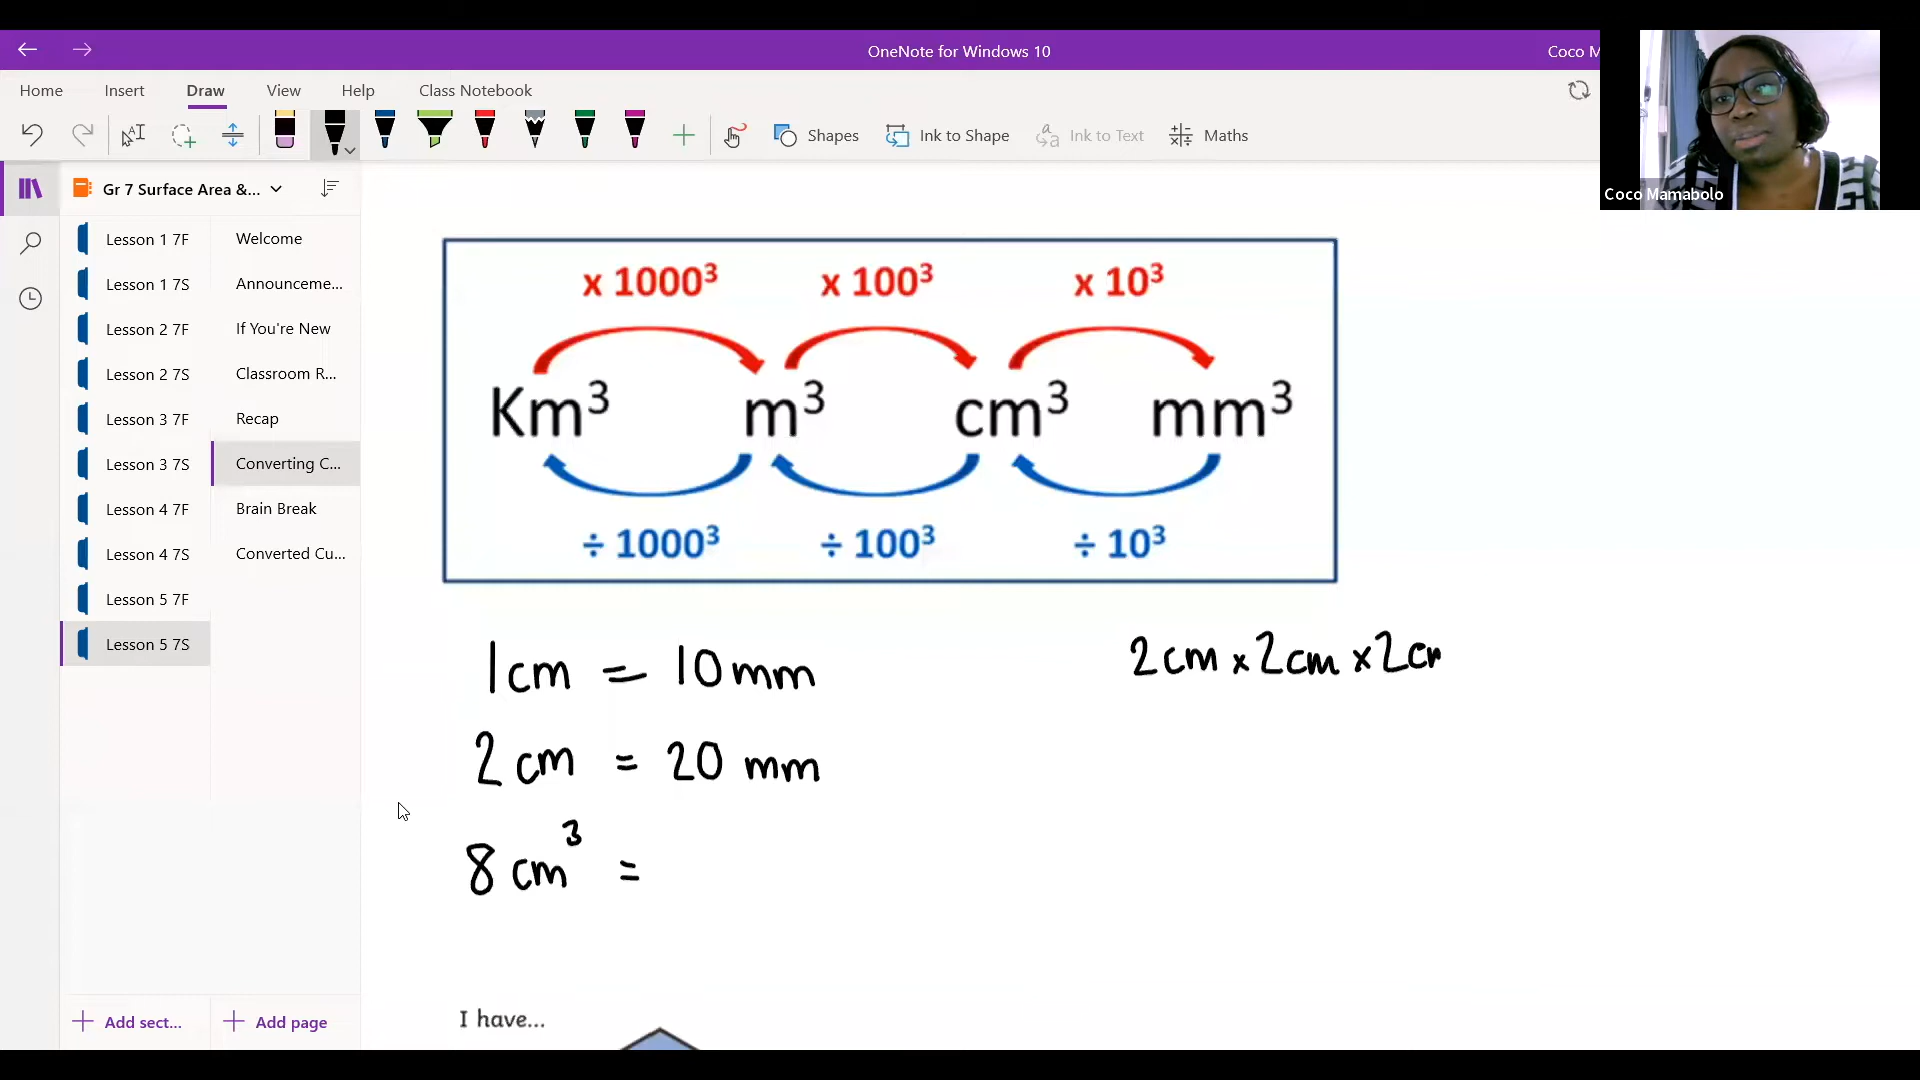 OneNote for Windows 10
Coco M
Home Insert Draw View Help Class Notebook
Shapes Ink to Shape Ink to Text Maths
Coco Mamabolo
Gr 7 Surface Area &...
Lesson 1 7F
Lesson 1 7S
Lesson 2 7F
Lesson 2 7S
Lesson 3 7F
Lesson 3 7S
Lesson 4 7F
Lesson 4 7S
Lesson 5 7F
Lesson 5 7S
Welcome
Announceme...
If You're New
Classroom R...
Recap
Converting C...
Brain Break
Converted Cu...
Add sect...
Add page
x 1000³ x 100³ x 10³
Km³ m³ cm³ mm³
÷ 1000³ ÷ 100³ ÷ 10³
1cm = 10mm
2cm x 2cm x 2cm
2 cm = 20 mm
8 cm³ =
I have...